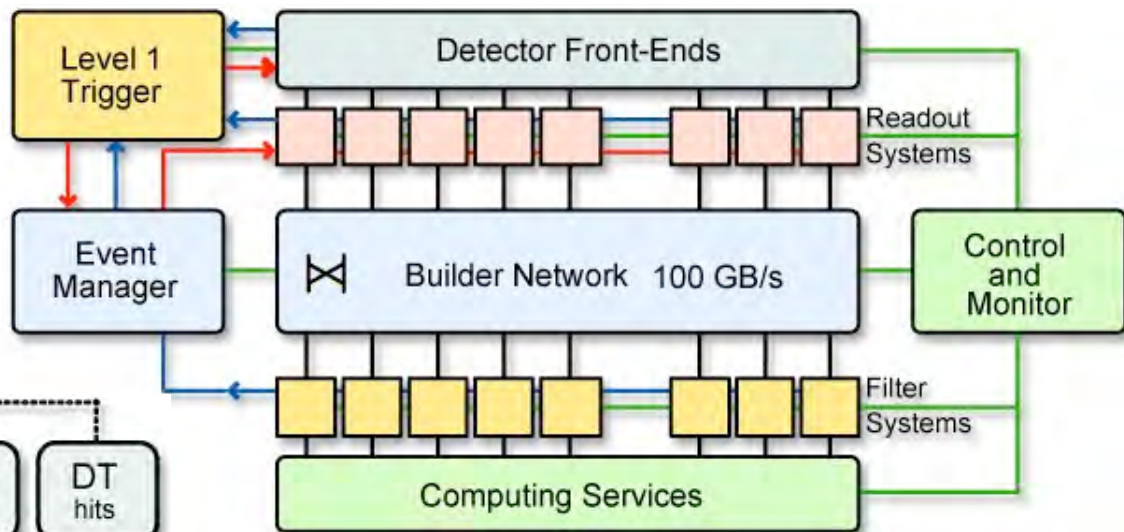 Level 1
Trigger
Detector Front-Ends
Readout
Systems
Event
Manager
Builder Network 100 GB/s
Control
and
Monitor
Filter
Systems
DT
hits
Computing Services